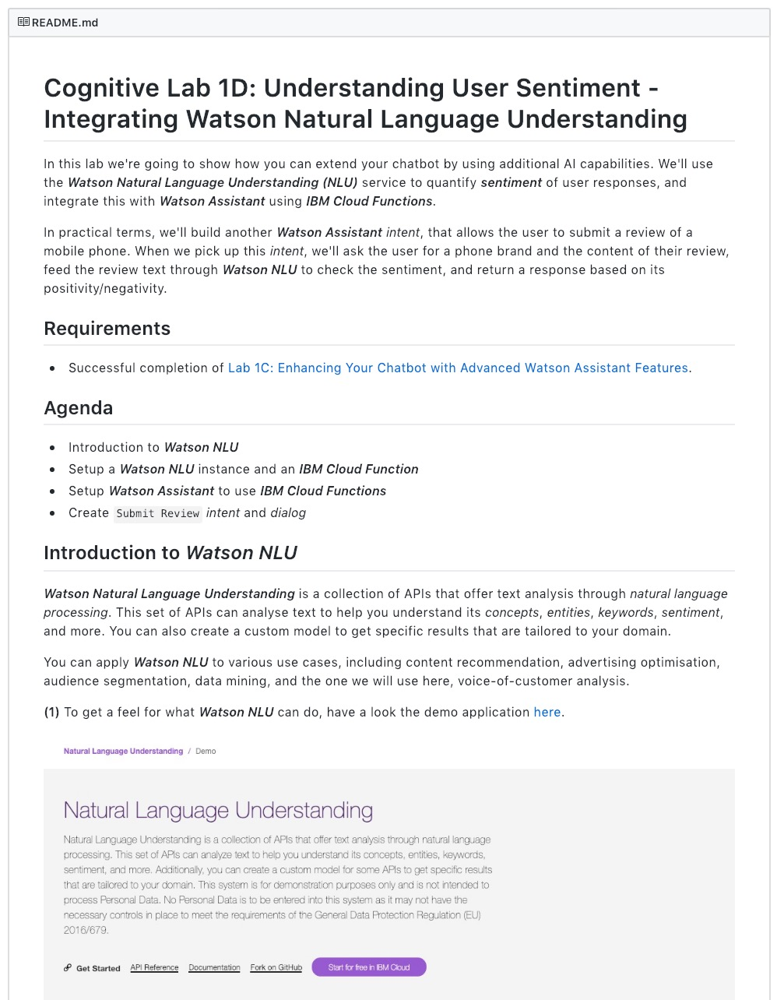 README.md
Cognitive Lab 1D: Understanding User Sentiment -
Integrating Watson Natural Language Understanding
In this lab we're going to show how you can extend your chatbot by using additional AI capabilities. We'll use
the Watson Natural Language Understanding (NLU) service to quantify sentiment of user responses, and
integrate this with Watson Assistant using IBM Cloud Functions.
In practical terms, we'll build another Watson Assistant intent, that allows the user to submit a review of a
mobile phone. When we pick up this intent, we'll ask the user for a phone brand and the content of their review,
feed the review text through Watson NLU to check the sentiment, and return a response based on its
positivity/negativity.
Requirements
• Successful completion of Lab 1C: Enhancing Your Chatbot with Advanced Watson Assistant Features.
Agenda
• Introduction to Watson NLU
• Setup a Watson NLU instance and an IBM Cloud Function
• Setup Watson Assistant to use IBM Cloud Functions
• Create Submit Review intent and dialog
Introduction to Watson NLU
Watson Natural Language Understanding is a collection of APIs that offer text analysis through natural language
processing. This set of APIs can analyse text to help you understand its concepts, entities, keywords, sentiment,
and more. You can also create a custom model to get specific results that are tailored to your domain.
You can apply Watson NLU to various use cases, including content recommendation, advertising optimisation,
audience segmentation, data mining, and the one we will use here, voice-of-customer analysis.
(1) To get a feel for what Watson NLU can do, have a look the demo application here.
Natural Language Understanding / Demo
Natural Language Understanding
Natural Language Understanding is a collection of APIs that offer text analysis through natural language
processing. This set of APIs can analyze text to help you understand its concepts, entities, keywords,
sentiment, and more. Additionally, you can create a custom model for some APIs to get specific results
that are tailored to your domain. This system is for demonstration purposes only and is not intended to
process Personal Data. No Personal Data is to be entered into this system as it may not have the
necessary controls in place to meet the requirements of the General Data Protection Regulation (EU)
2016/679.
Get Started API Reference Documentation Fork on GitHub Start for free in IBM Cloud